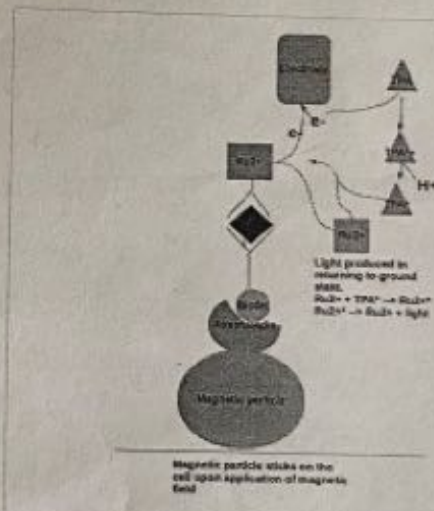 Electrode
TPA
e-
e-
Ru2+
TPA
H+
TPA
Ru2+
Light produced in
returning to ground
state.
Ru3+ + TPA* → Ru2+*
Ru2+* → Ru2+ + light
Biotin
Magnetic particle
Magnetic particle sticks on the
cell upon application of magnetic
field